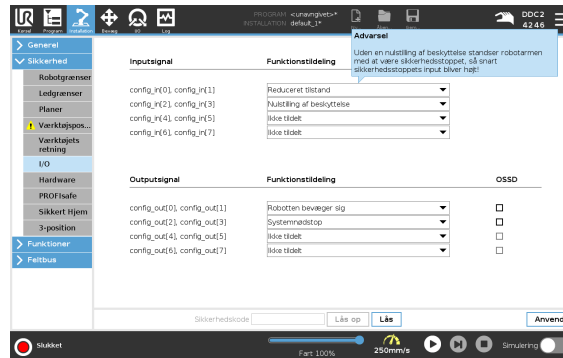 PROGRAM <unavngivet>*
INSTALLATION default_1*
DDC2
4246
Kørsel Program Installation Bevæg I/O Log
Advarsel
Uden en nulstilling af beskyttelse standser robotarmen
med at være sikkerhedsstoppet, så snart
sikkerhedsstoppets input bliver højt!
Generel
Sikkerhed
Robotgrænser
Ledgrænser
Planer
Værktøjspos...
Værktøjets
retning
I/O
Hardware
PROFIsafe
Sikkert Hjem
3-position
Funktioner
Feltbus
Inputsignal Funktionstildeling
config_in[0], config_in[1] Reduceret tilstand
config_in[2], config_in[3] Nulstilling af beskyttelse
config_in[4], config_in[5] Ikke tildelt
config_in[6], config_in[7] Ikke tildelt
Outputsignal Funktionstildeling OSSD
config_out[0], config_out[1] Robotten bevæger sig
config_out[2], config_out[3] Systemnødstop
config_out[4], config_out[5] Ikke tildelt
config_out[6], config_out[7] Ikke tildelt
Sikkerhedskode Lås op Lås Anvend
Slukket
Fart 100%
250mm/s
Simulering